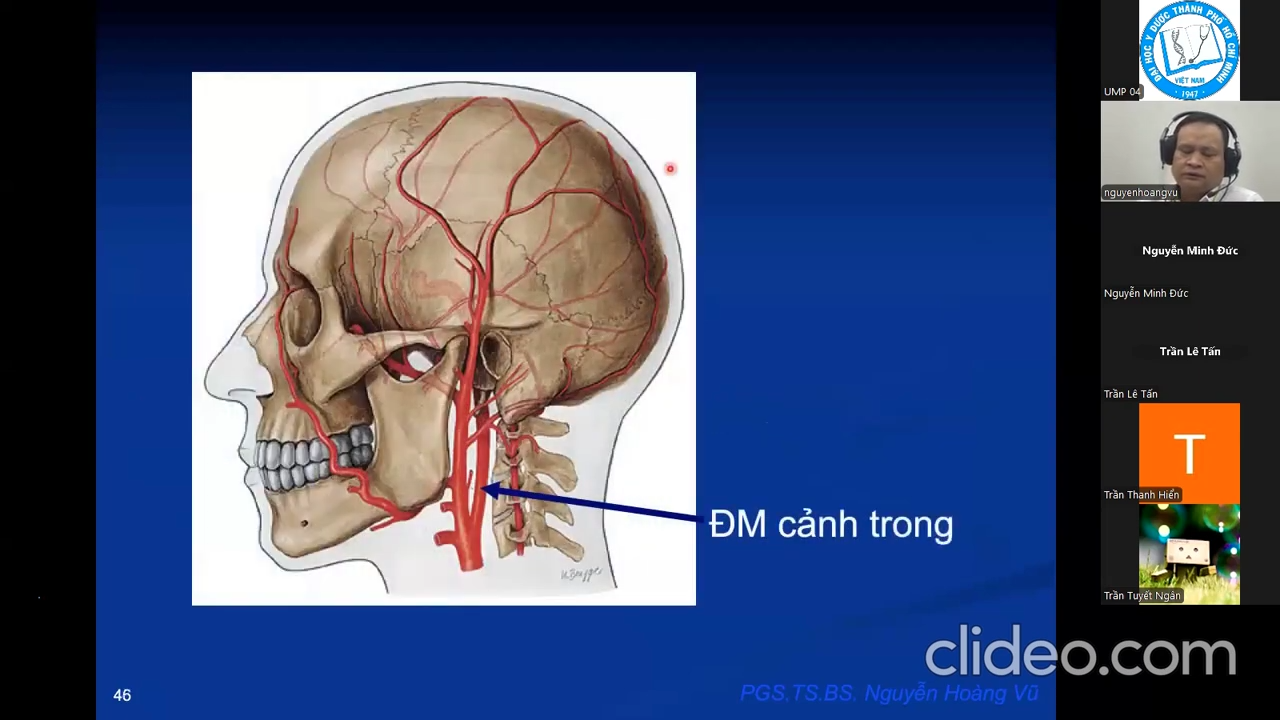 ĐM cảnh trong
46
PGS.TS.BS. Nguyễn Hoàng Vũ
ĐẠI HỌC Y DƯỢC THÀNH PHỐ HỒ CHÍ MINH
VIỆT NAM
1947
UMP 04
nguyenhoangvu
Nguyễn Minh Đức
Nguyễn Minh Đức
Trần Lê Tấn
Trần Lê Tấn
T
Trần Thanh Hiển
Trần Tuyết Ngân
clideo.com